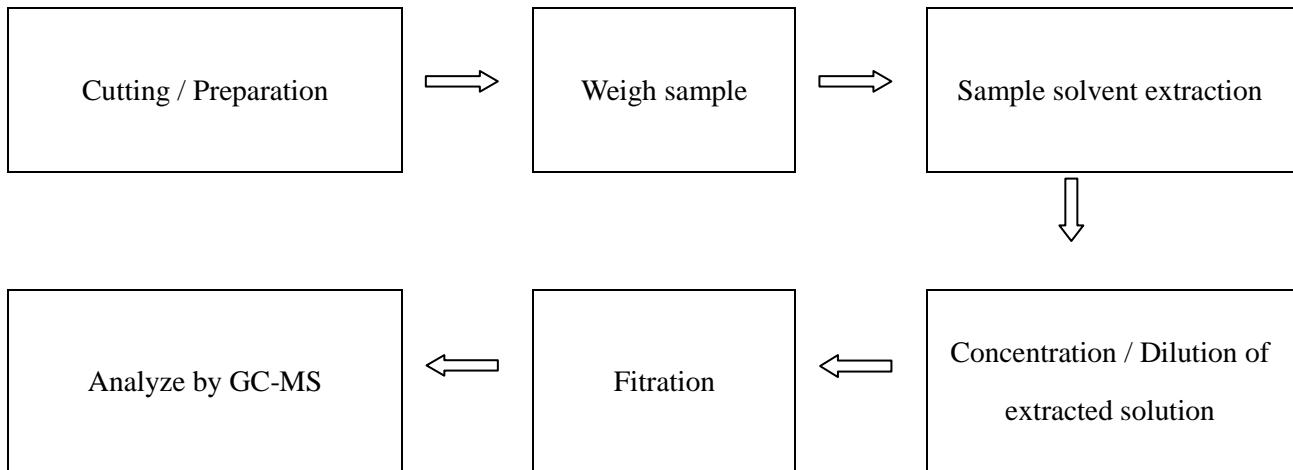 Cutting / Preparation
Weigh sample
Sample solvent extraction
Concentration / Dilution of
extracted solution
Fitration
Analyze by GC-MS